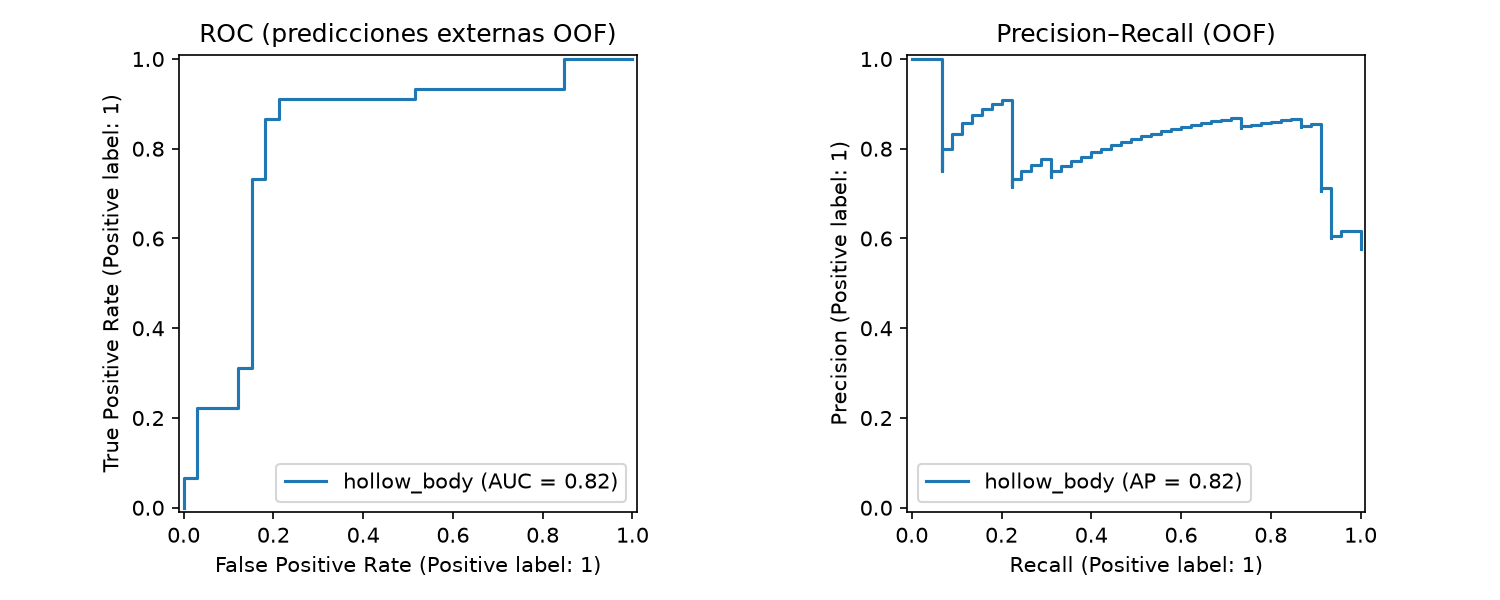 ROC (predicciones externas OOF)
True Positive Rate (Positive label: 1)
1.0
0.8
0.6
0.4
0.2
0.0
hollow_body (AUC = 0.82)
0.0 0.2 0.4 0.6 0.8 1.0
False Positive Rate (Positive label: 1)
Precision–Recall (OOF)
Precision (Positive label: 1)
1.0
0.8
0.6
0.4
0.2
0.0
hollow_body (AP = 0.82)
0.0 0.2 0.4 0.6 0.8 1.0
Recall (Positive label: 1)